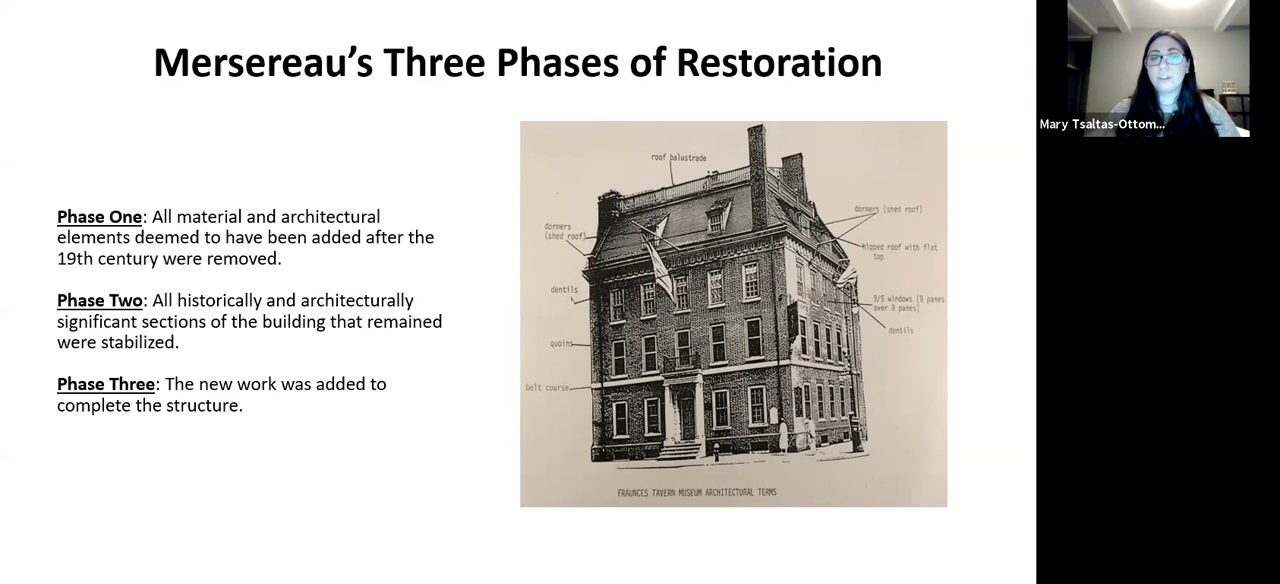 Mersereau’s Three Phases of Restoration
Phase One: All material and architectural
elements deemed to have been added after the
19th century were removed.
Phase Two: All historically and architecturally
significant sections of the building that remained
were stabilized.
Phase Three: The new work was added to
complete the structure.
roof balustrade
dormers
(shed roof)
dormers (shed roof)
hipped roof with flat
top
dentils
9/9 windows [9 panes
over 9 panes]
dentils
quoins
belt course
FRAUNCES TAVERN MUSEUM ARCHITECTURAL TERMS
Mary Tsaltas-Ottom...